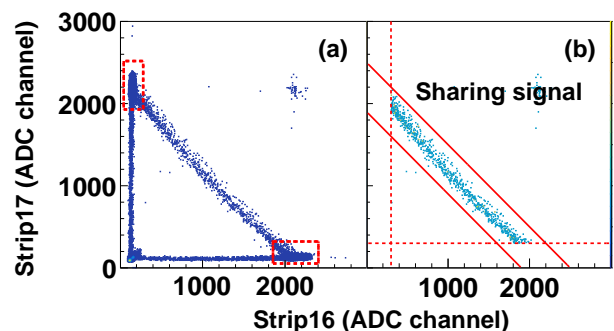 3000
(a)
(b)
2000
Sharing signal
1000
0
1000
2000
1000
2000
Strip17 (ADC channel)
Strip16 (ADC channel)